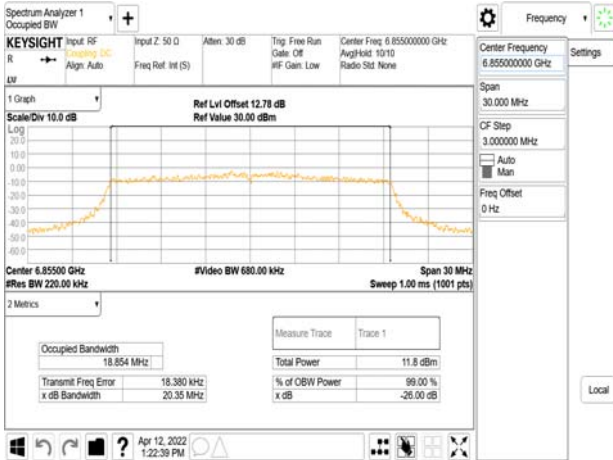 Spectrum Analyzer 1
Occupied BW
+
KEYSIGHT
R
Input: RF
Coupling: DC
Align: Auto
Input Z: 50 Ω
Freq Ref: Int (S)
Atten: 30 dB
Trig: Free Run
Gate: Off
#IF Gain: Low
Center Freq: 6.855000000 GHz
Avg|Hold: 10/10
Radio Std: None
1 Graph
Scale/Div 10.0 dB
Ref Lvl Offset 12.78 dB
Ref Value 30.00 dBm
Log
20.0
10.0
0.00
-10.0
-20.0
-30.0
-40.0
-50.0
-60.0
Center 6.85500 GHz
#Res BW 220.00 kHz
#Video BW 680.00 kHz
Span 30 MHz
Sweep 1.00 ms (1001 pts)
2 Metrics
Measure Trace
Trace 1
Occupied Bandwidth
18.854 MHz
Total Power
11.8 dBm
Transmit Freq Error
18.380 kHz
% of OBW Power
99.00 %
x dB Bandwidth
20.35 MHz
x dB
-26.00 dB
?
Apr 12, 2022
1:22:39 PM
Frequency
Center Frequency
6.855000000 GHz
Settings
Span
30.000 MHz
CF Step
3.000000 MHz
Auto
Man
Freq Offset
0 Hz
Local